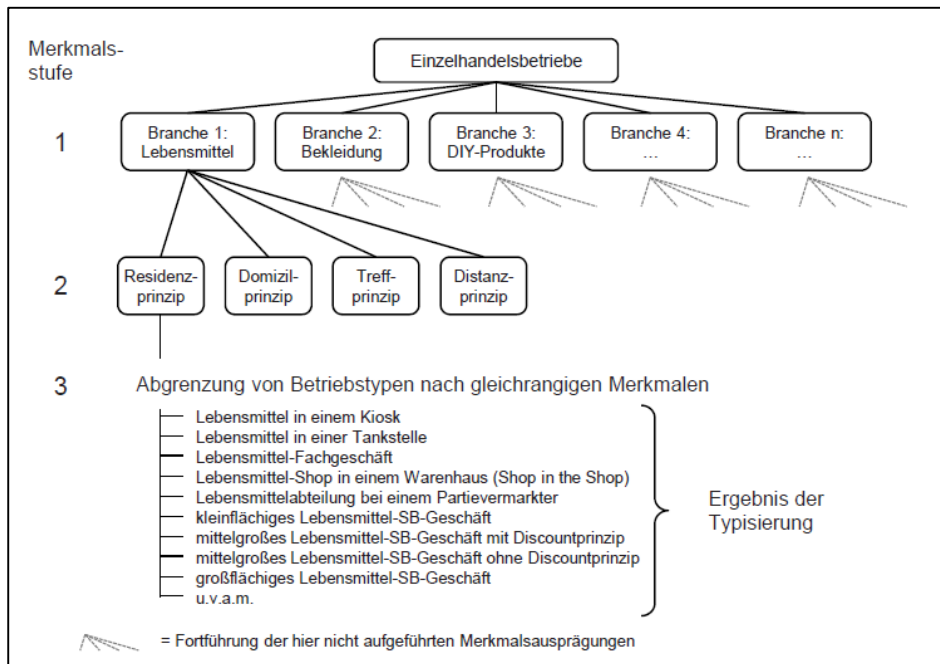 Merkmals-
stufe
Einzelhandelsbetriebe
1
Branche 1:
Lebensmittel
Branche 2:
Bekleidung
Branche 3:
DIY-Produkte
Branche 4:
...
Branche n:
...
2
Residenz-
prinzip
Domizil-
prinzip
Treff-
prinzip
Distanz-
prinzip
3
Abgrenzung von Betriebstypen nach gleichrangigen Merkmalen
Lebensmittel in einem Kiosk
Lebensmittel in einer Tankstelle
Lebensmittel-Fachgeschäft
Lebensmittel-Shop in einem Warenhaus (Shop in the Shop)
Lebensmittelabteilung bei einem Partievermarkter
kleinflächiges Lebensmittel-SB-Geschäft
mittelgroßes Lebensmittel-SB-Geschäft mit Discountprinzip
mittelgroßes Lebensmittel-SB-Geschäft ohne Discountprinzip
großflächiges Lebensmittel-SB-Geschäft
u.v.a.m.
Ergebnis der
Typisierung
= Fortführung der hier nicht aufgeführten Merkmalsausprägungen